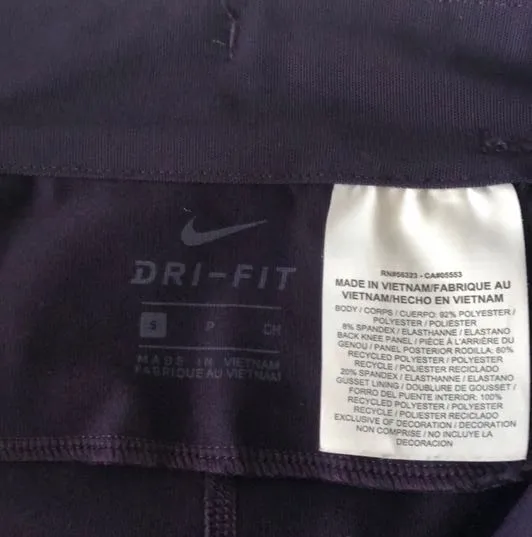 DRI-FIT
S P CH
MADE IN VIETNAM
FABRIQUE AU VIETNAM
RN#56323 - CA#05553
MADE IN VIETNAM/FABRIQUE AU
VIETNAM/HECHO EN VIETNAM
BODY / CORPS / CUERPO: 92% POLYESTER /
POLYESTER / POLIÉSTER
8% SPANDEX / ELASTHANNE / ELASTANO
BACK KNEE PANEL / PIÈCE À L'ARRIÈRE DU
GENOU / PANEL POSTERIOR RODILLA: 80%
RECYCLED POLYESTER / POLYESTER
RECYCLÉ / POLIÉSTER RECICLADO
20% SPANDEX / ELASTHANNE / ELASTANO
GUSSET LINING / DOUBLURE DE GOUSSET /
FORRO DEL PUENTE INTERIOR: 100%
RECYCLED POLYESTER / POLYESTER
RECYCLÉ / POLIÉSTER RECICLADO
EXCLUSIVE OF DECORATION / DÉCORATION
NON COMPRISE / NO INCLUYE LA
DECORACIÓN